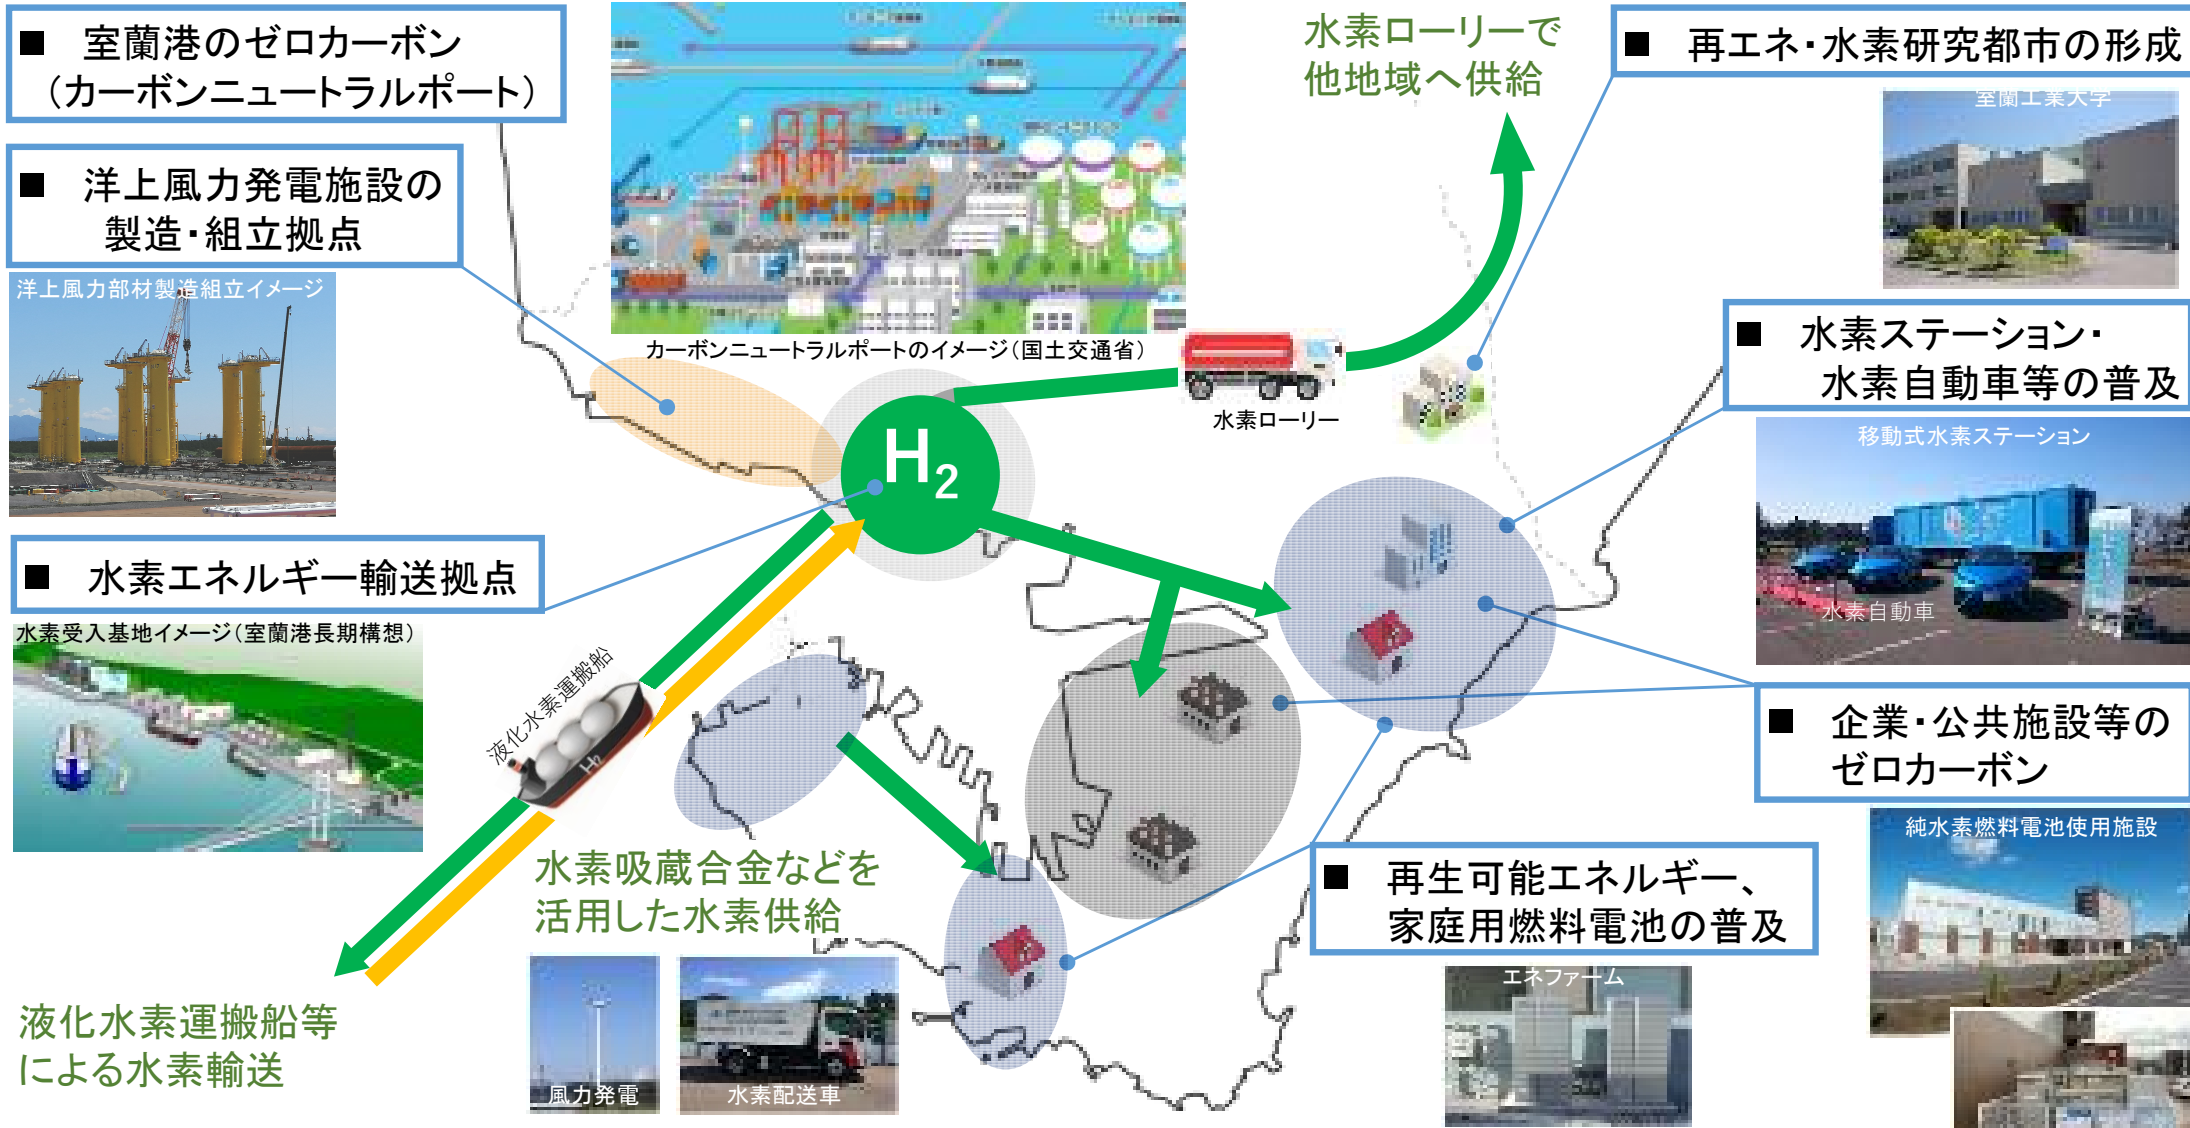 ■ 室蘭港のゼロカーボン
（カーボンニュートラルポート）
■ 洋上風力発電施設の
製造・組立拠点
洋上風力部材製造組立イメージ
■ 水素エネルギー輸送拠点
水素受入基地イメージ（室蘭港長期構想）
カーボンニュートラルポートのイメージ（国土交通省）
水素ローリーで
他地域へ供給
水素ローリー
H₂
液化水素運搬船
H₂
水素吸蔵合金などを
活用した水素供給
風力発電
水素配送車
液化水素運搬船等
による水素輸送
■ 再エネ・水素研究都市の形成
室蘭工業大学
■ 水素ステーション・
水素自動車等の普及
移動式水素ステーション
水素自動車
■ 企業・公共施設等の
ゼロカーボン
純水素燃料電池使用施設
■ 再生可能エネルギー、
家庭用燃料電池の普及
エネファーム